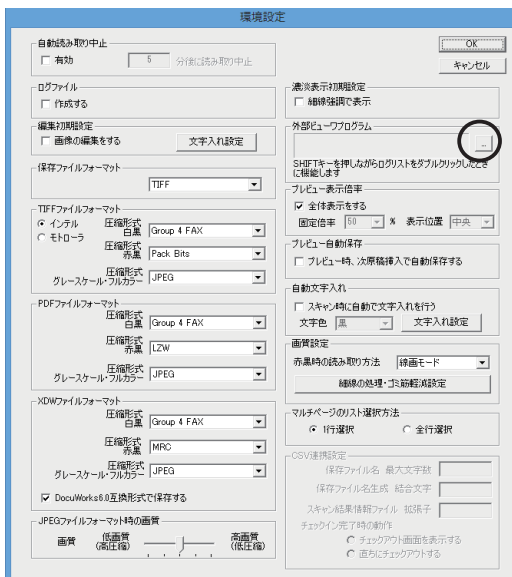 環境設定
自動読み取り中止
有効
5
分後に読み取り中止
ログファイル
作成する
編集初期設定
画像の編集をする
文字入れ設定
保存ファイルフォーマット
TIFF
TIFFファイルフォーマット
インテル
モトローラ
圧縮形式
白黒
Group 4 FAX
圧縮形式
赤黒
Pack Bits
圧縮形式
グレースケール・フルカラー
JPEG
PDFファイルフォーマット
圧縮形式
白黒
Group 4 FAX
圧縮形式
赤黒
LZW
圧縮形式
グレースケール・フルカラー
JPEG
XDWファイルフォーマット
圧縮形式
白黒
Group 4 FAX
圧縮形式
赤黒
MRC
圧縮形式
グレースケール・フルカラー
JPEG
DocuWorks6.0互換形式で保存する
JPEGファイルフォーマット時の画質
画質
低画質
(高圧縮)
高画質
(低圧縮)
OK
キャンセル
濃淡表示初期設定
細線強調で表示
外部ビューワプログラム
...
SHIFTキーを押しながらログリストをダブルクリックしたとき
に機能します
プレビュー表示倍率
全体表示をする
固定倍率
50
%
表示位置
中央
プレビュー自動保存
プレビュー時、次原稿挿入で自動保存する
自動文字入れ
スキャン時に自動で文字入れを行う
文字色
黒
文字入れ設定
画質設定
赤黒時の読み取り方法
線画モード
細線の処理・ゴミ筋軽減設定
マルチページのリスト選択方法
1行選択
全行選択
CSV連携設定
保存ファイル名 最大文字数
保存ファイル名生成 結合文字
スキャン結果情報ファイル 拡張子
チェックイン完了時の動作
チェックアウト画面を表示する
直ちにチェックアウトする